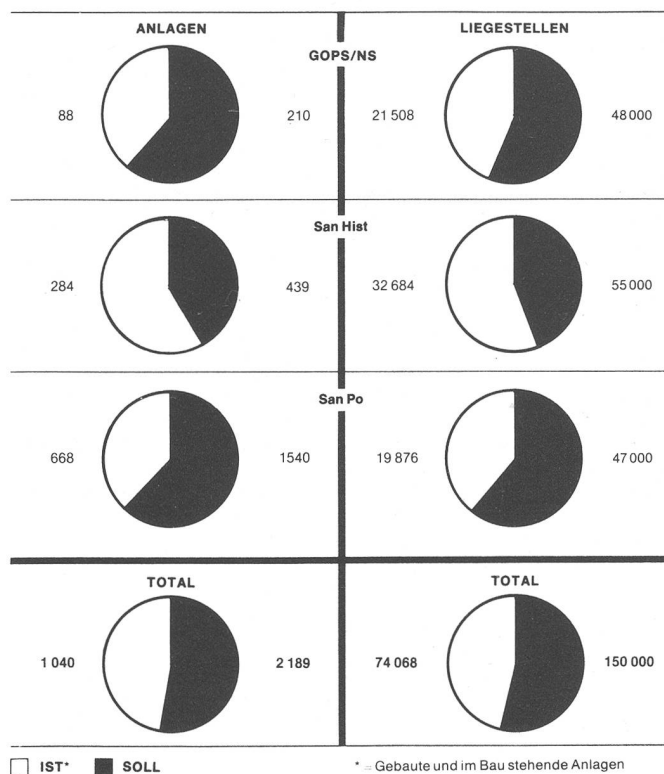 ANLAGEN LIEGESTELLEN
GOPS/NS
88 210 21 508 48 000
San Hist
284 439 32 684 55 000
San Po
668 1540 19 876 47 000
TOTAL TOTAL
1 040 2 189 74 068 150 000
IST* SOLL * = Gebaute und im Bau stehende Anlagen